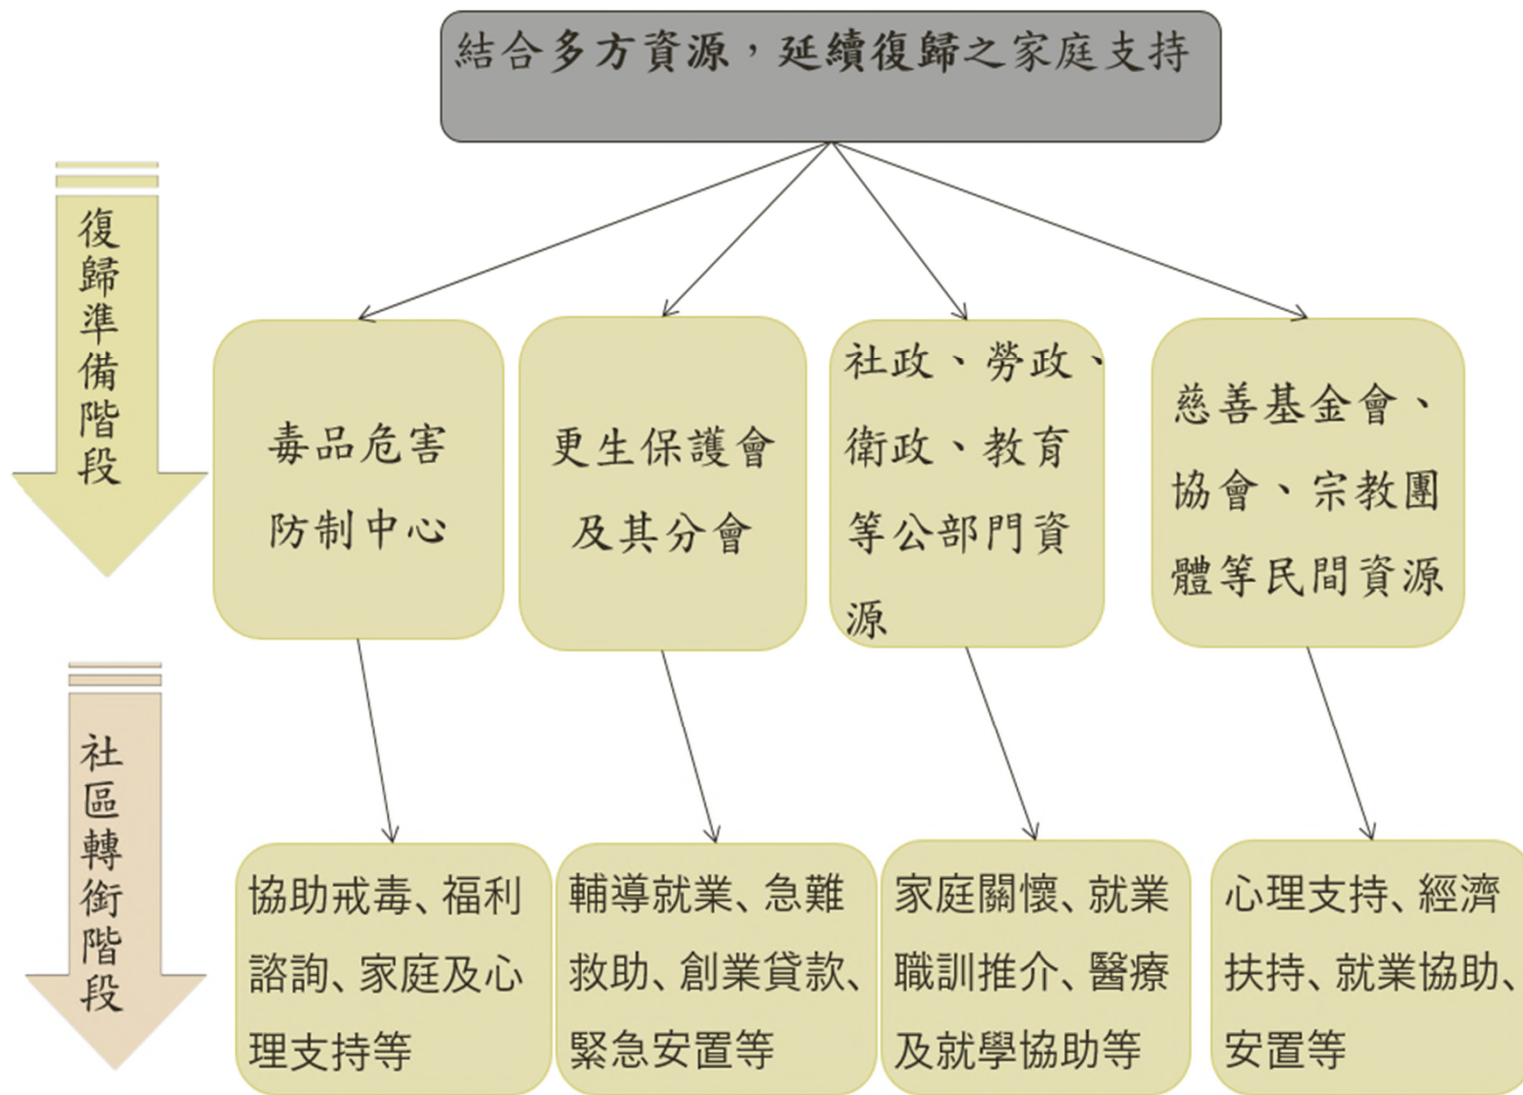 結合多方資源，延續復歸之家庭支持
復歸準備階段
毒品危害
防制中心
更生保護會
及其分會
社政、勞政、
衛政、教育
等公部門資
源
慈善基金會、
協會、宗教團
體等民間資源
社區轉銜階段
協助戒毒、福利
諮詢、家庭及心
理支持等
輔導就業、急難
救助、創業貸款、
緊急安置等
家庭關懷、就業
職訓推介、醫療
及就學協助等
心理支持、經濟
扶持、就業協助、
安置等